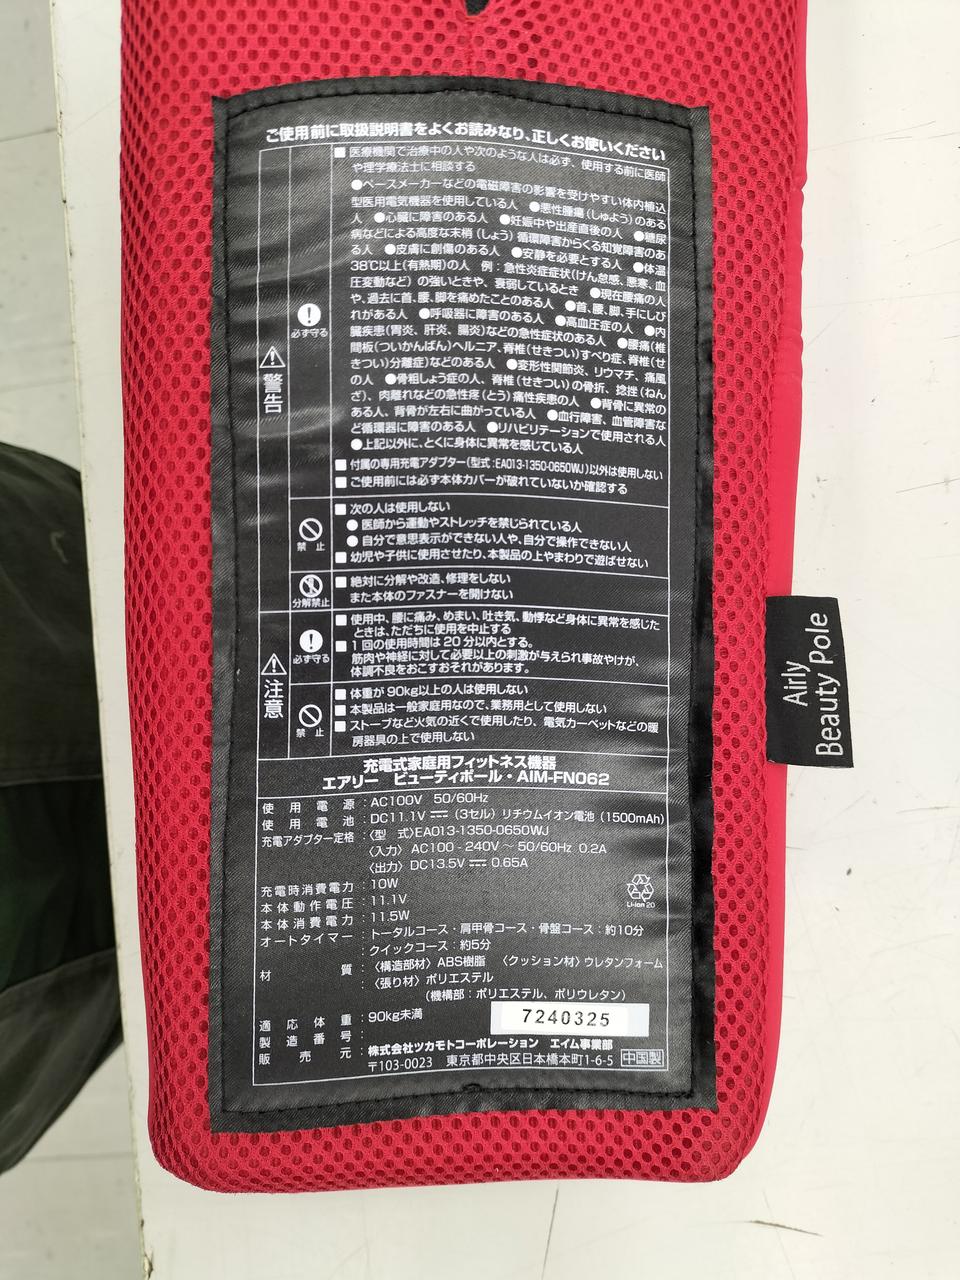 ご使用前に取扱説明書をよくお読みなり、正しくお使いください
警告
必ず守る
■ 医療機関で治療中の人や次のような人は必ず、使用する前に医師
や理学療法士に相談する
●ペースメーカーなどの電磁障害の影響を受けやすい体内植込
型医用電気機器を使用している人 ●悪性腫瘍(しゅよう)のある
人 ●心臓に障害のある人 ●妊娠中や出産直後の人 ●糖尿
病などによる高度な末梢(しょう)循環障害からくる知覚障害のあ
る人 ●皮膚に創傷のある人 ●安静を必要とする人 ●体温
38℃以上(有熱期)の人 例：急性炎症症状(けん怠感、悪寒、血
圧変動など)の強いときや、衰弱しているとき ●現在腰痛の人
や、過去に首、腰、脚を痛めたことのある人 ●首、腰、脚、手にしび
れがある人 ●呼吸器に障害のある人 ●高血圧症の人 ●内
臓疾患(胃炎、肝炎、腸炎)などの急性症状のある人 ●腰痛(椎
間板(ついかんばん)ヘルニア、脊椎(せきつい)すべり症、脊椎(せ
きつい)分離症)などのある人 ●変形性関節炎、リウマチ、痛風
の人 ●骨粗しょう症の人、脊椎(せきつい)の骨折、捻挫(ねん
ざ)、肉離れなどの急性疼(とう)痛性疾患の人 ●背骨に異常の
ある人、背骨が左右に曲がっている人 ●血行障害、血管障害な
ど循環器に障害のある人 ●リハビリテーションで使用される人
●上記以外に、とくに身体に異常を感じている人
■ 付属の専用充電アダプター(型式:EA013-1350-0650WJ)以外は使用しない
■ ご使用前には必ず本体カバーが破れていないか確認する
禁止
■ 次の人は使用しない
● 医師から運動やストレッチを禁じられている人
● 自分で意思表示ができない人や、自分で操作できない人
■ 幼児や子供に使用させたり、本製品の上やまわりで遊ばせない
分解禁止
■ 絶対に分解や改造、修理をしない
また本体のファスナーを開けない
注意
必ず守る
■ 使用中、腰に痛み、めまい、吐き気、動悸など身体に異常を感じた
ときは、ただちに使用を中止する
■ 1回の使用時間は20分以内とする。
筋肉や神経に対して必要以上の刺激が与えられ事故やけが、
体調不良をおこすおそれがあります。
禁止
■ 体重が90kg以上の人は使用しない
■ 本製品は一般家庭用なので、業務用として使用しない
■ ストーブなど火気の近くで使用したり、電気カーペットなどの暖
房器具の上で使用しない
充電式家庭用フィットネス機器
エアリー ビューティポール・AIM-FN062
使用電源：AC100V 50/60Hz
使用電池：DC11.1V ⎓ (3セル) リチウムイオン電池 (1500mAh)
充電アダプター定格：〈型 式〉EA013-1350-0650WJ
〈入力〉 AC100 - 240V ～ 50/60Hz 0.2A
〈出力〉 DC13.5V ⎓ 0.65A
充電時消費電力：10W
本体動作電圧：11.1V
本体消費電力：11.5W
Li-ion 20
オートタイマー：トータルコース・肩甲骨コース・骨盤コース：約10分
：クイックコース：約5分
材質：〈構造部材〉ABS樹脂 〈クッション材〉ウレタンフォーム
：〈張り材〉ポリエステル
(機構部：ポリエステル、ポリウレタン)
適応体重：90kg未満
製造番号：7240325
販売元：株式会社ツカモトコーポレーション エイム事業部
〒103-0023 東京都中央区日本橋本町1-6-5 中国製
Airly
Beauty Pole